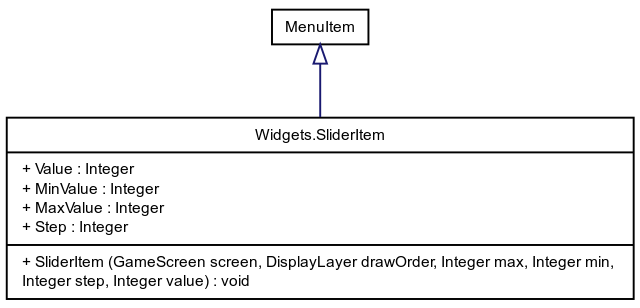 MenuItem
Widgets.SliderItem
+ Value : Integer
+ MinValue : Integer
+ MaxValue : Integer
+ Step : Integer
+ SliderItem (GameScreen screen, DisplayLayer drawOrder, Integer max, Integer min,
Integer step, Integer value) : void